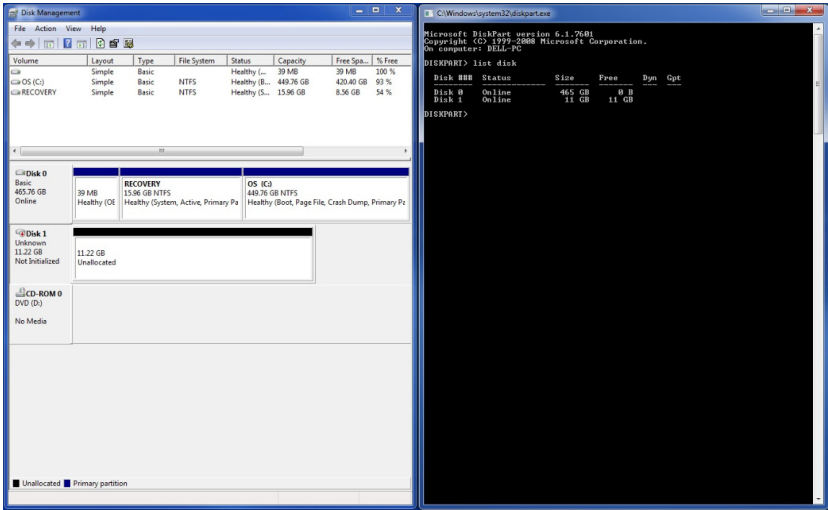 Disk Management
File Action View Help
Volume Layout Type File System Status Capacity Free Spa... % Free
Simple Basic Healthy (... 39 MB 39 MB 100 %
OS (C:) Simple Basic NTFS Healthy (B... 449.76 GB 420.40 GB 93 %
RECOVERY Simple Basic NTFS Healthy (S... 15.96 GB 8.56 GB 54 %
Disk 0
Basic
465.76 GB
Online
39 MB
Healthy (OE
RECOVERY
15.96 GB NTFS
Healthy (System, Active, Primary Pa
OS (C:)
449.76 GB NTFS
Healthy (Boot, Page File, Crash Dump, Primary Pa
Disk 1
Unknown
11.22 GB
Not Initialized
11.22 GB
Unallocated
CD-ROM 0
DVD (D:)
No Media
Unallocated Primary partition
C:\Windows\system32\diskpart.exe
Microsoft DiskPart version 6.1.7601
Copyright (C) 1999-2008 Microsoft Corporation.
On computer: DELL-PC
DISKPART> list disk
Disk ### Status Size Free Dyn Gpt
-------- ------------- ------- ------- --- ---
Disk 0 Online 465 GB 0 B
Disk 1 Online 11 GB 11 GB
DISKPART>